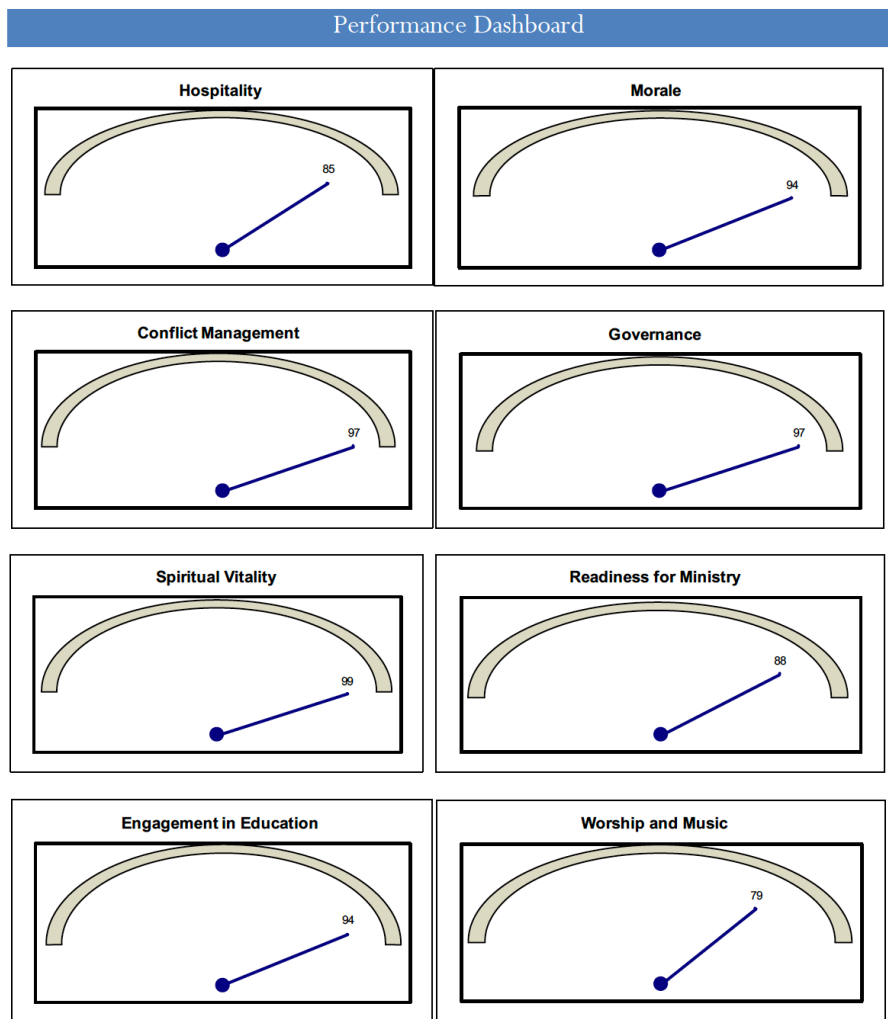 Performance Dashboard
Hospitality
85
Morale
94
Conflict Management
97
Governance
97
Spiritual Vitality
99
Readiness for Ministry
88
Engagement in Education
94
Worship and Music
79